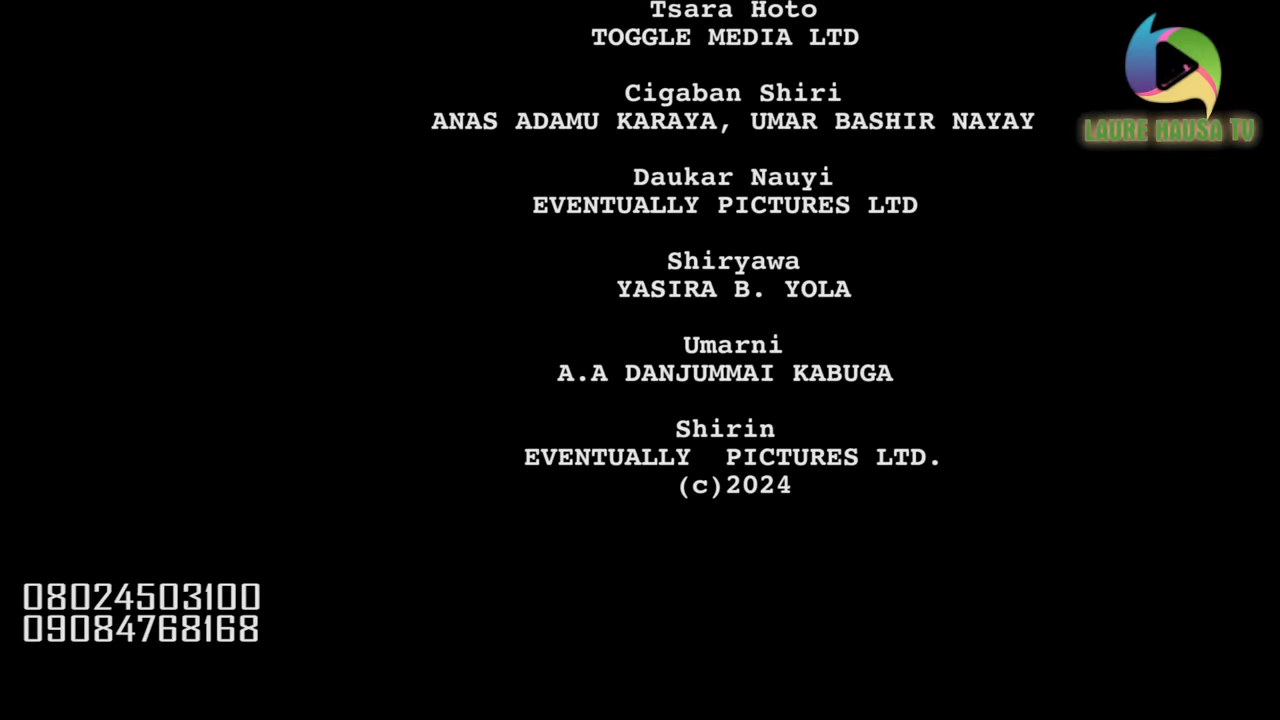 Tsara Hoto
TOGGLE MEDIA LTD
LAURE HAUSA TV
Cigaban Shiri
ANAS ADAMU KARAYA, UMAR BASHIR NAYAY
Daukar Nauyi
EVENTUALLY PICTURES LTD
Shiryawa
YASIRA B. YOLA
Umarni
A.A DANJUMMAI KABUGA
Shirin
EVENTUALLY  PICTURES LTD.
(c)2024
08024503100
09084768168